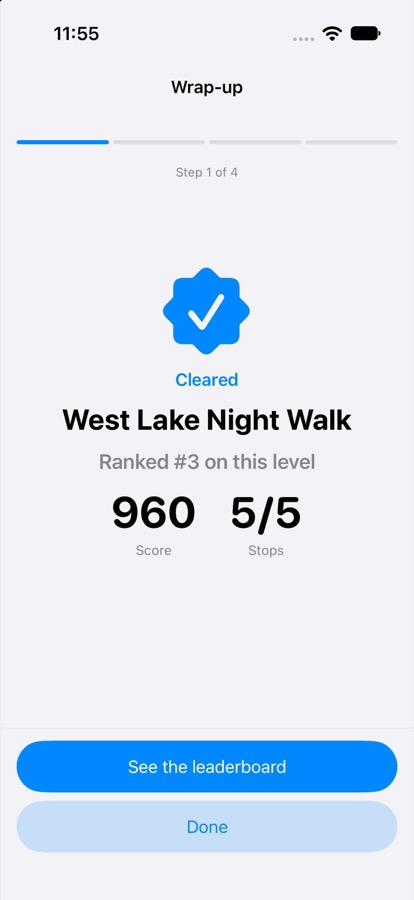 11:55
Wrap-up
Step 1 of 4
Cleared
West Lake Night Walk
Ranked #3 on this level
960 5/5
Score Stops
See the leaderboard
Done